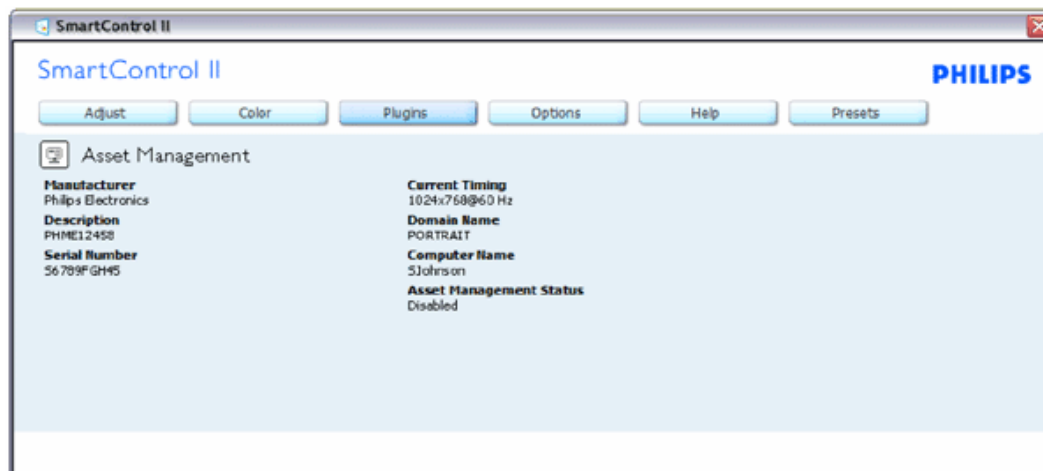 SmartControl II
SmartControl II
PHILIPS
Adjust Color Plugins Options Help Presets
Asset Management
Manufacturer
Philips Electronics
Description
PHME12458
Serial Number
56789FGH45
Current Timing
1024x768@60 Hz
Domain Name
PORTRAIT
Computer Name
SJohnson
Asset Management Status
Disabled